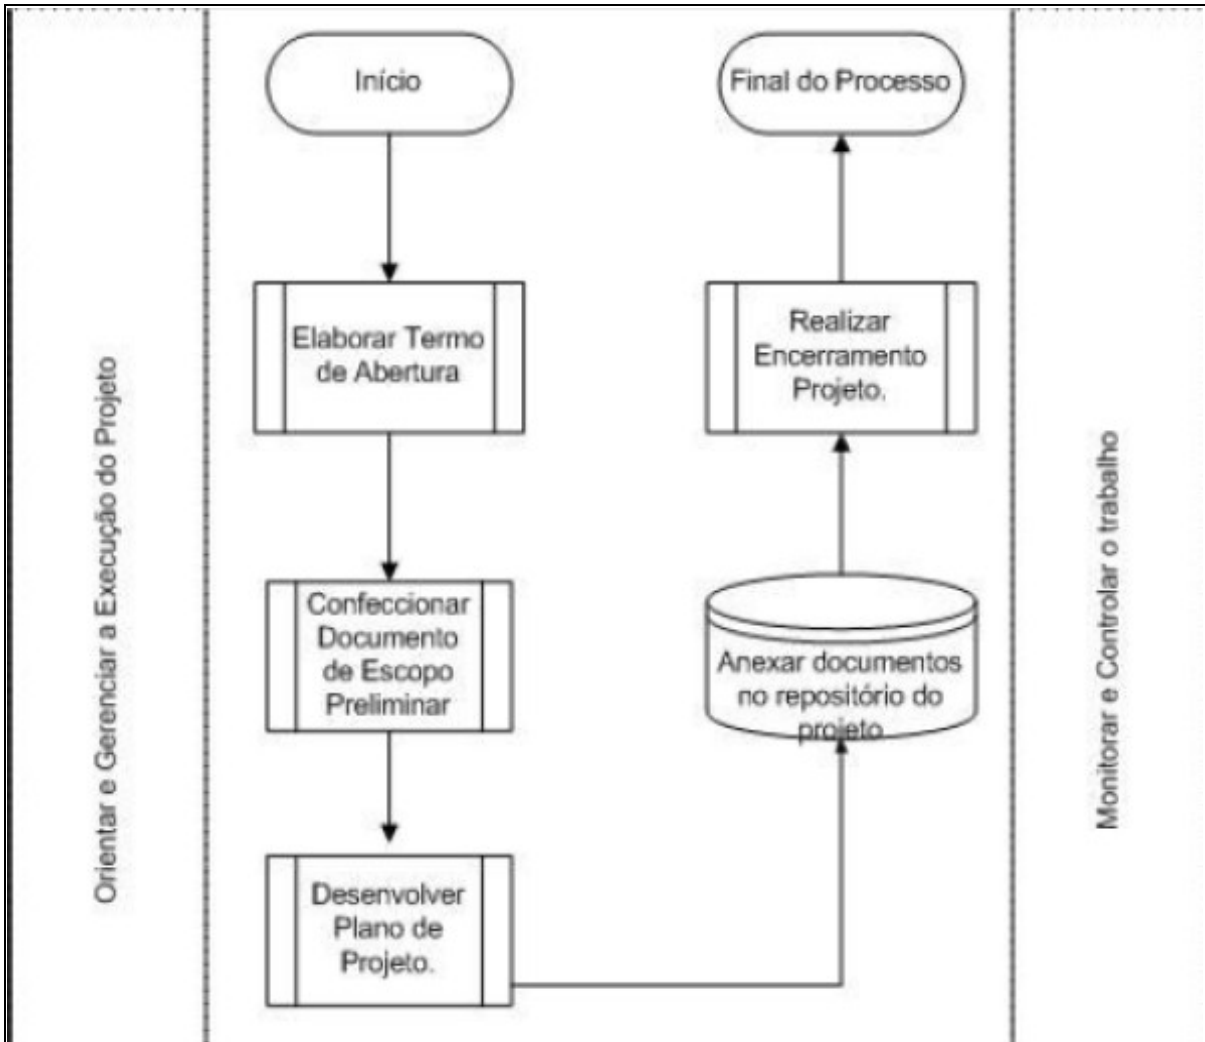 Orientar e Gerenciar a Execução do Projeto
Início
Elaborar Termo
de Abertura
Confeccionar
Documento
de Escopo
Preliminar
Desenvolver
Plano de
Projeto.
Anexar documentos
no repositório do
projeto
Realizar
Encerramento
Projeto.
Final do Processo
Monitorar e Controlar o trabalho